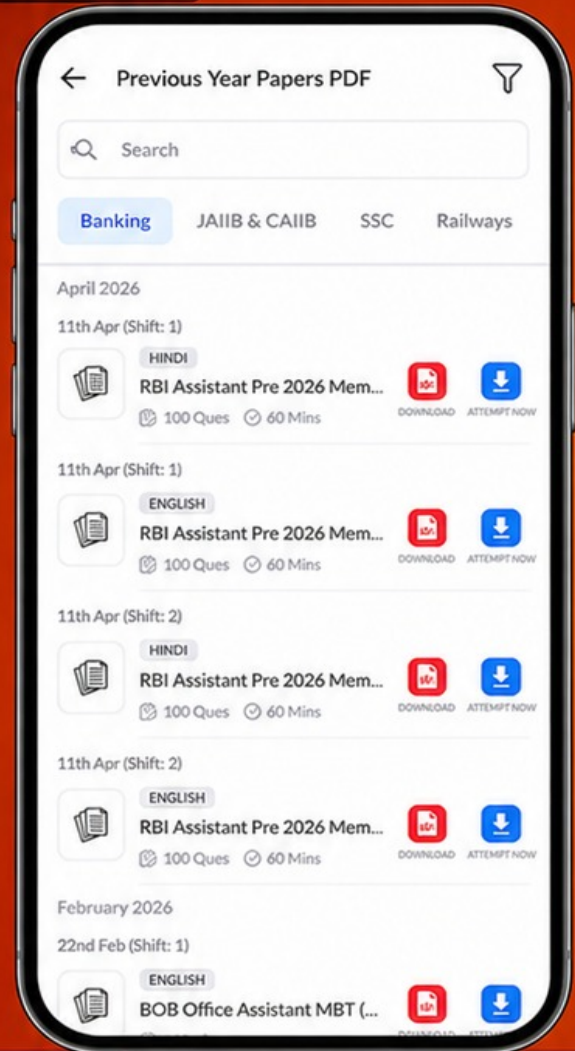 Previous Year Papers PDF
Search
Banking JAIIB & CAIIB SSC Railways
April 2026
11th Apr (Shift: 1)
HINDI
RBI Assistant Pre 2026 Mem...
100 Ques 60 Mins
DOWNLOAD ATTEMPT NOW
11th Apr (Shift: 1)
ENGLISH
RBI Assistant Pre 2026 Mem...
100 Ques 60 Mins
DOWNLOAD ATTEMPT NOW
11th Apr (Shift: 2)
HINDI
RBI Assistant Pre 2026 Mem...
100 Ques 60 Mins
DOWNLOAD ATTEMPT NOW
11th Apr (Shift: 2)
ENGLISH
RBI Assistant Pre 2026 Mem...
100 Ques 60 Mins
DOWNLOAD ATTEMPT NOW
February 2026
22nd Feb (Shift: 1)
ENGLISH
BOB Office Assistant MBT (...